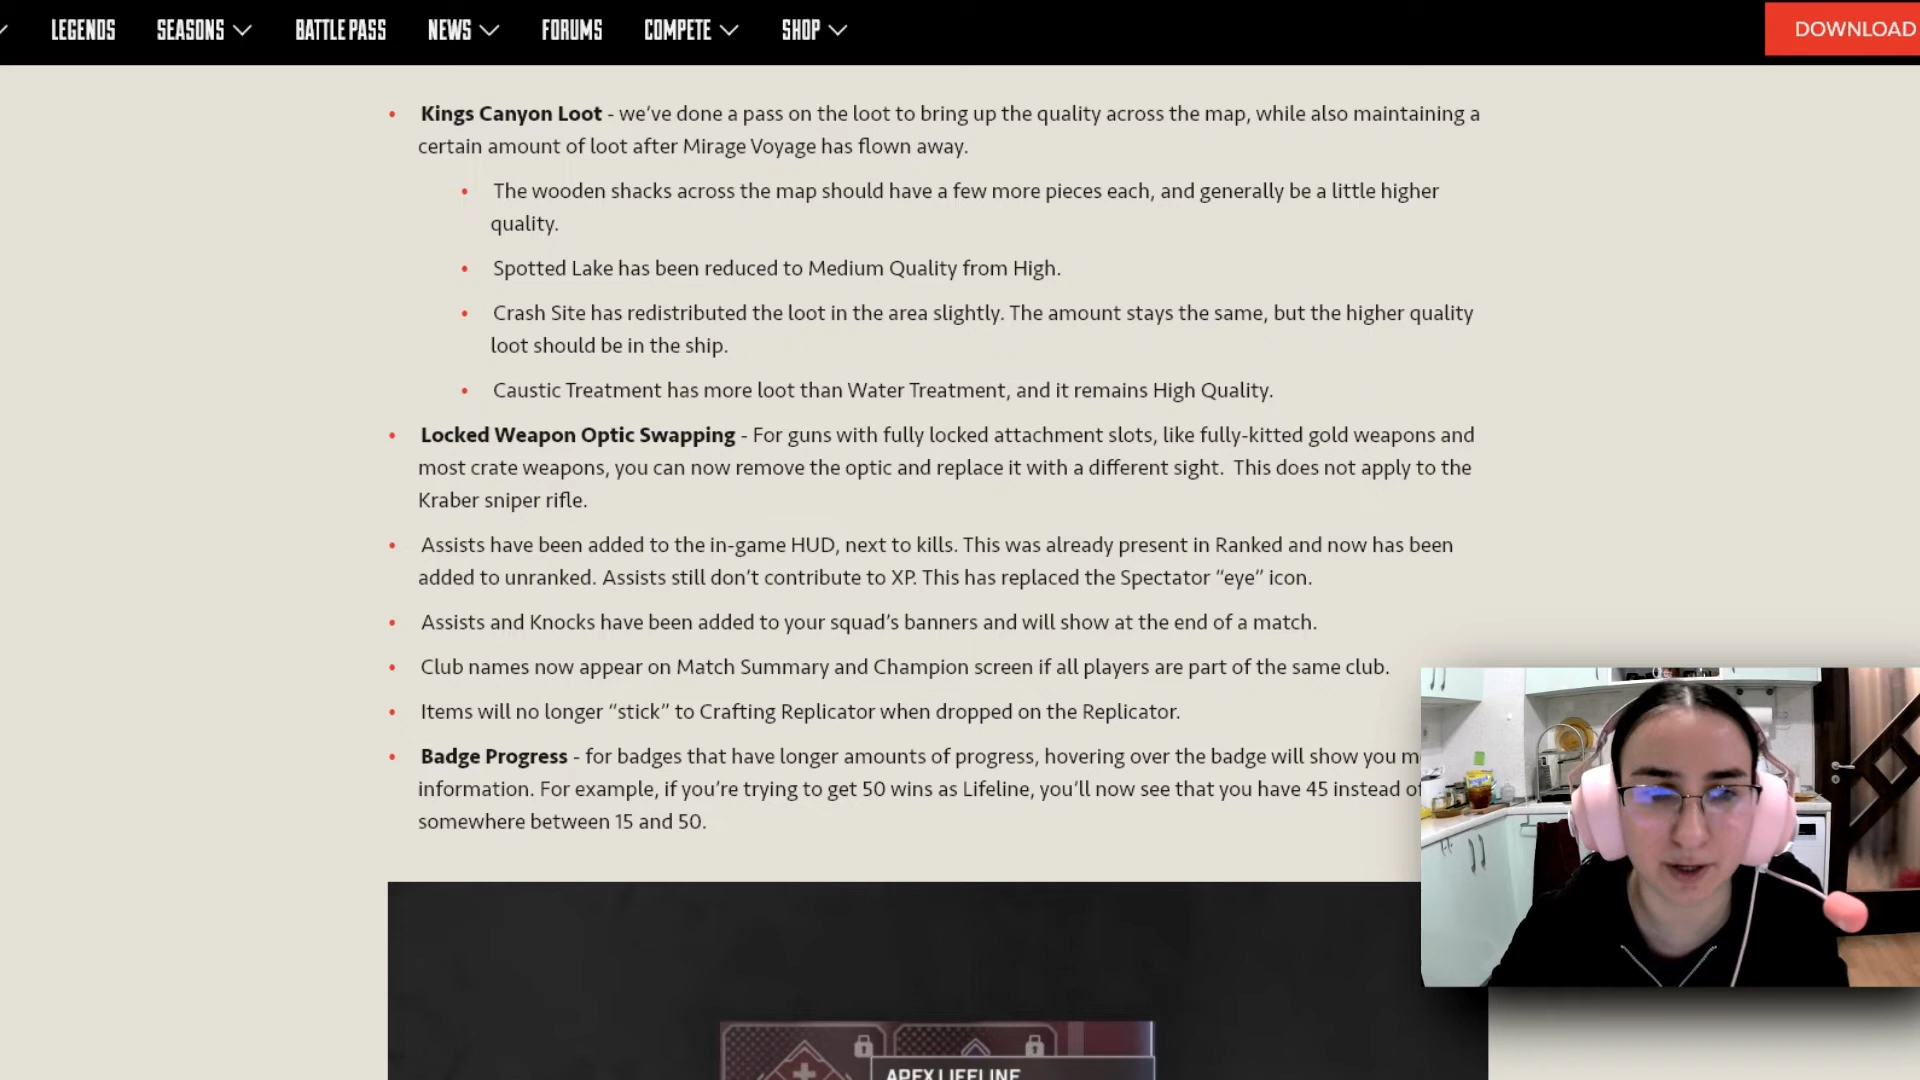 LEGENDS SEASONS BATTLE PASS NEWS FORUMS COMPETE SHOP DOWNLOAD
• Kings Canyon Loot - we’ve done a pass on the loot to bring up the quality across the map, while also maintaining a
certain amount of loot after Mirage Voyage has flown away.
• The wooden shacks across the map should have a few more pieces each, and generally be a little higher
quality.
• Spotted Lake has been reduced to Medium Quality from High.
• Crash Site has redistributed the loot in the area slightly. The amount stays the same, but the higher quality
loot should be in the ship.
• Caustic Treatment has more loot than Water Treatment, and it remains High Quality.
• Locked Weapon Optic Swapping - For guns with fully locked attachment slots, like fully-kitted gold weapons and
most crate weapons, you can now remove the optic and replace it with a different sight. This does not apply to the
Kraber sniper rifle.
• Assists have been added to the in-game HUD, next to kills. This was already present in Ranked and now has been
added to unranked. Assists still don’t contribute to XP. This has replaced the Spectator “eye” icon.
• Assists and Knocks have been added to your squad’s banners and will show at the end of a match.
• Club names now appear on Match Summary and Champion screen if all players are part of the same club.
• Items will no longer “stick” to Crafting Replicator when dropped on the Replicator.
• Badge Progress - for badges that have longer amounts of progress, hovering over the badge will show you
information. For example, if you’re trying to get 50 wins as Lifeline, you’ll now see that you have 45 instead
somewhere between 15 and 50.
APEX LIFELINE